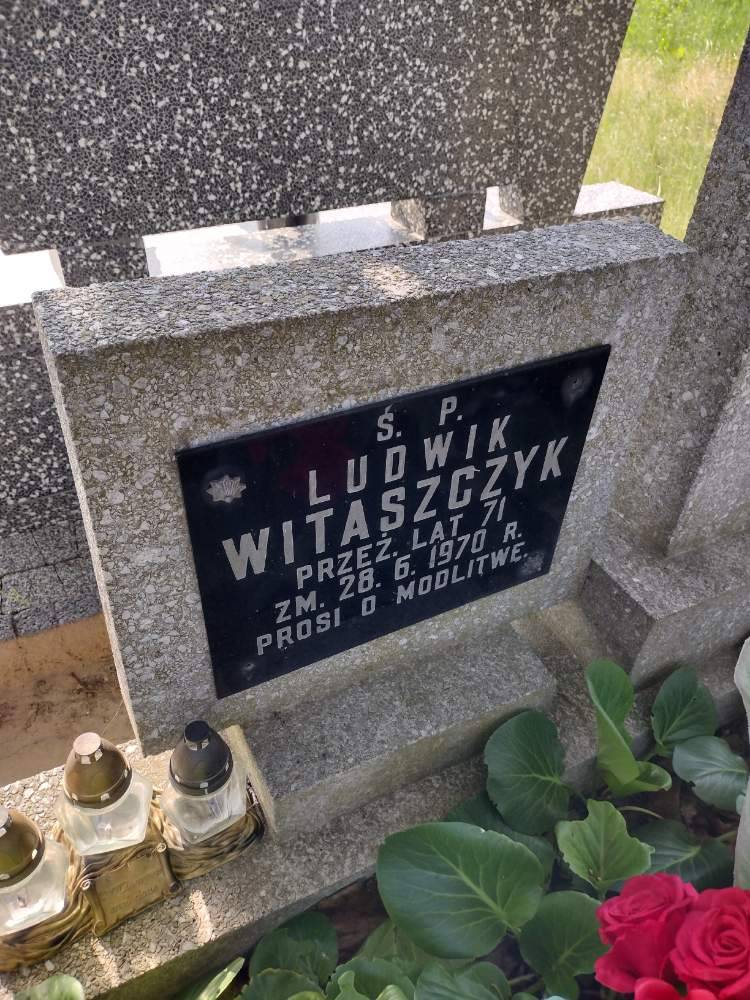 Ś. P.
LUDWIK
WITASZCZYK
PRZEŻ. LAT 71
ZM. 28. 6. 1970 R.
PROSI O MODLITWĘ.